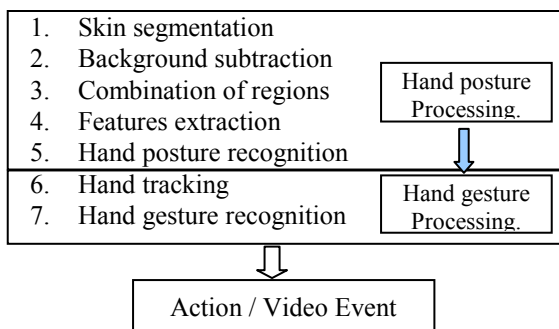 1. Skin segmentation
2. Background subtraction
3. Combination of regions
4. Features extraction
5. Hand posture recognition
Hand posture
Processing.
6. Hand tracking
7. Hand gesture recognition
Hand gesture
Processing.
Action / Video Event